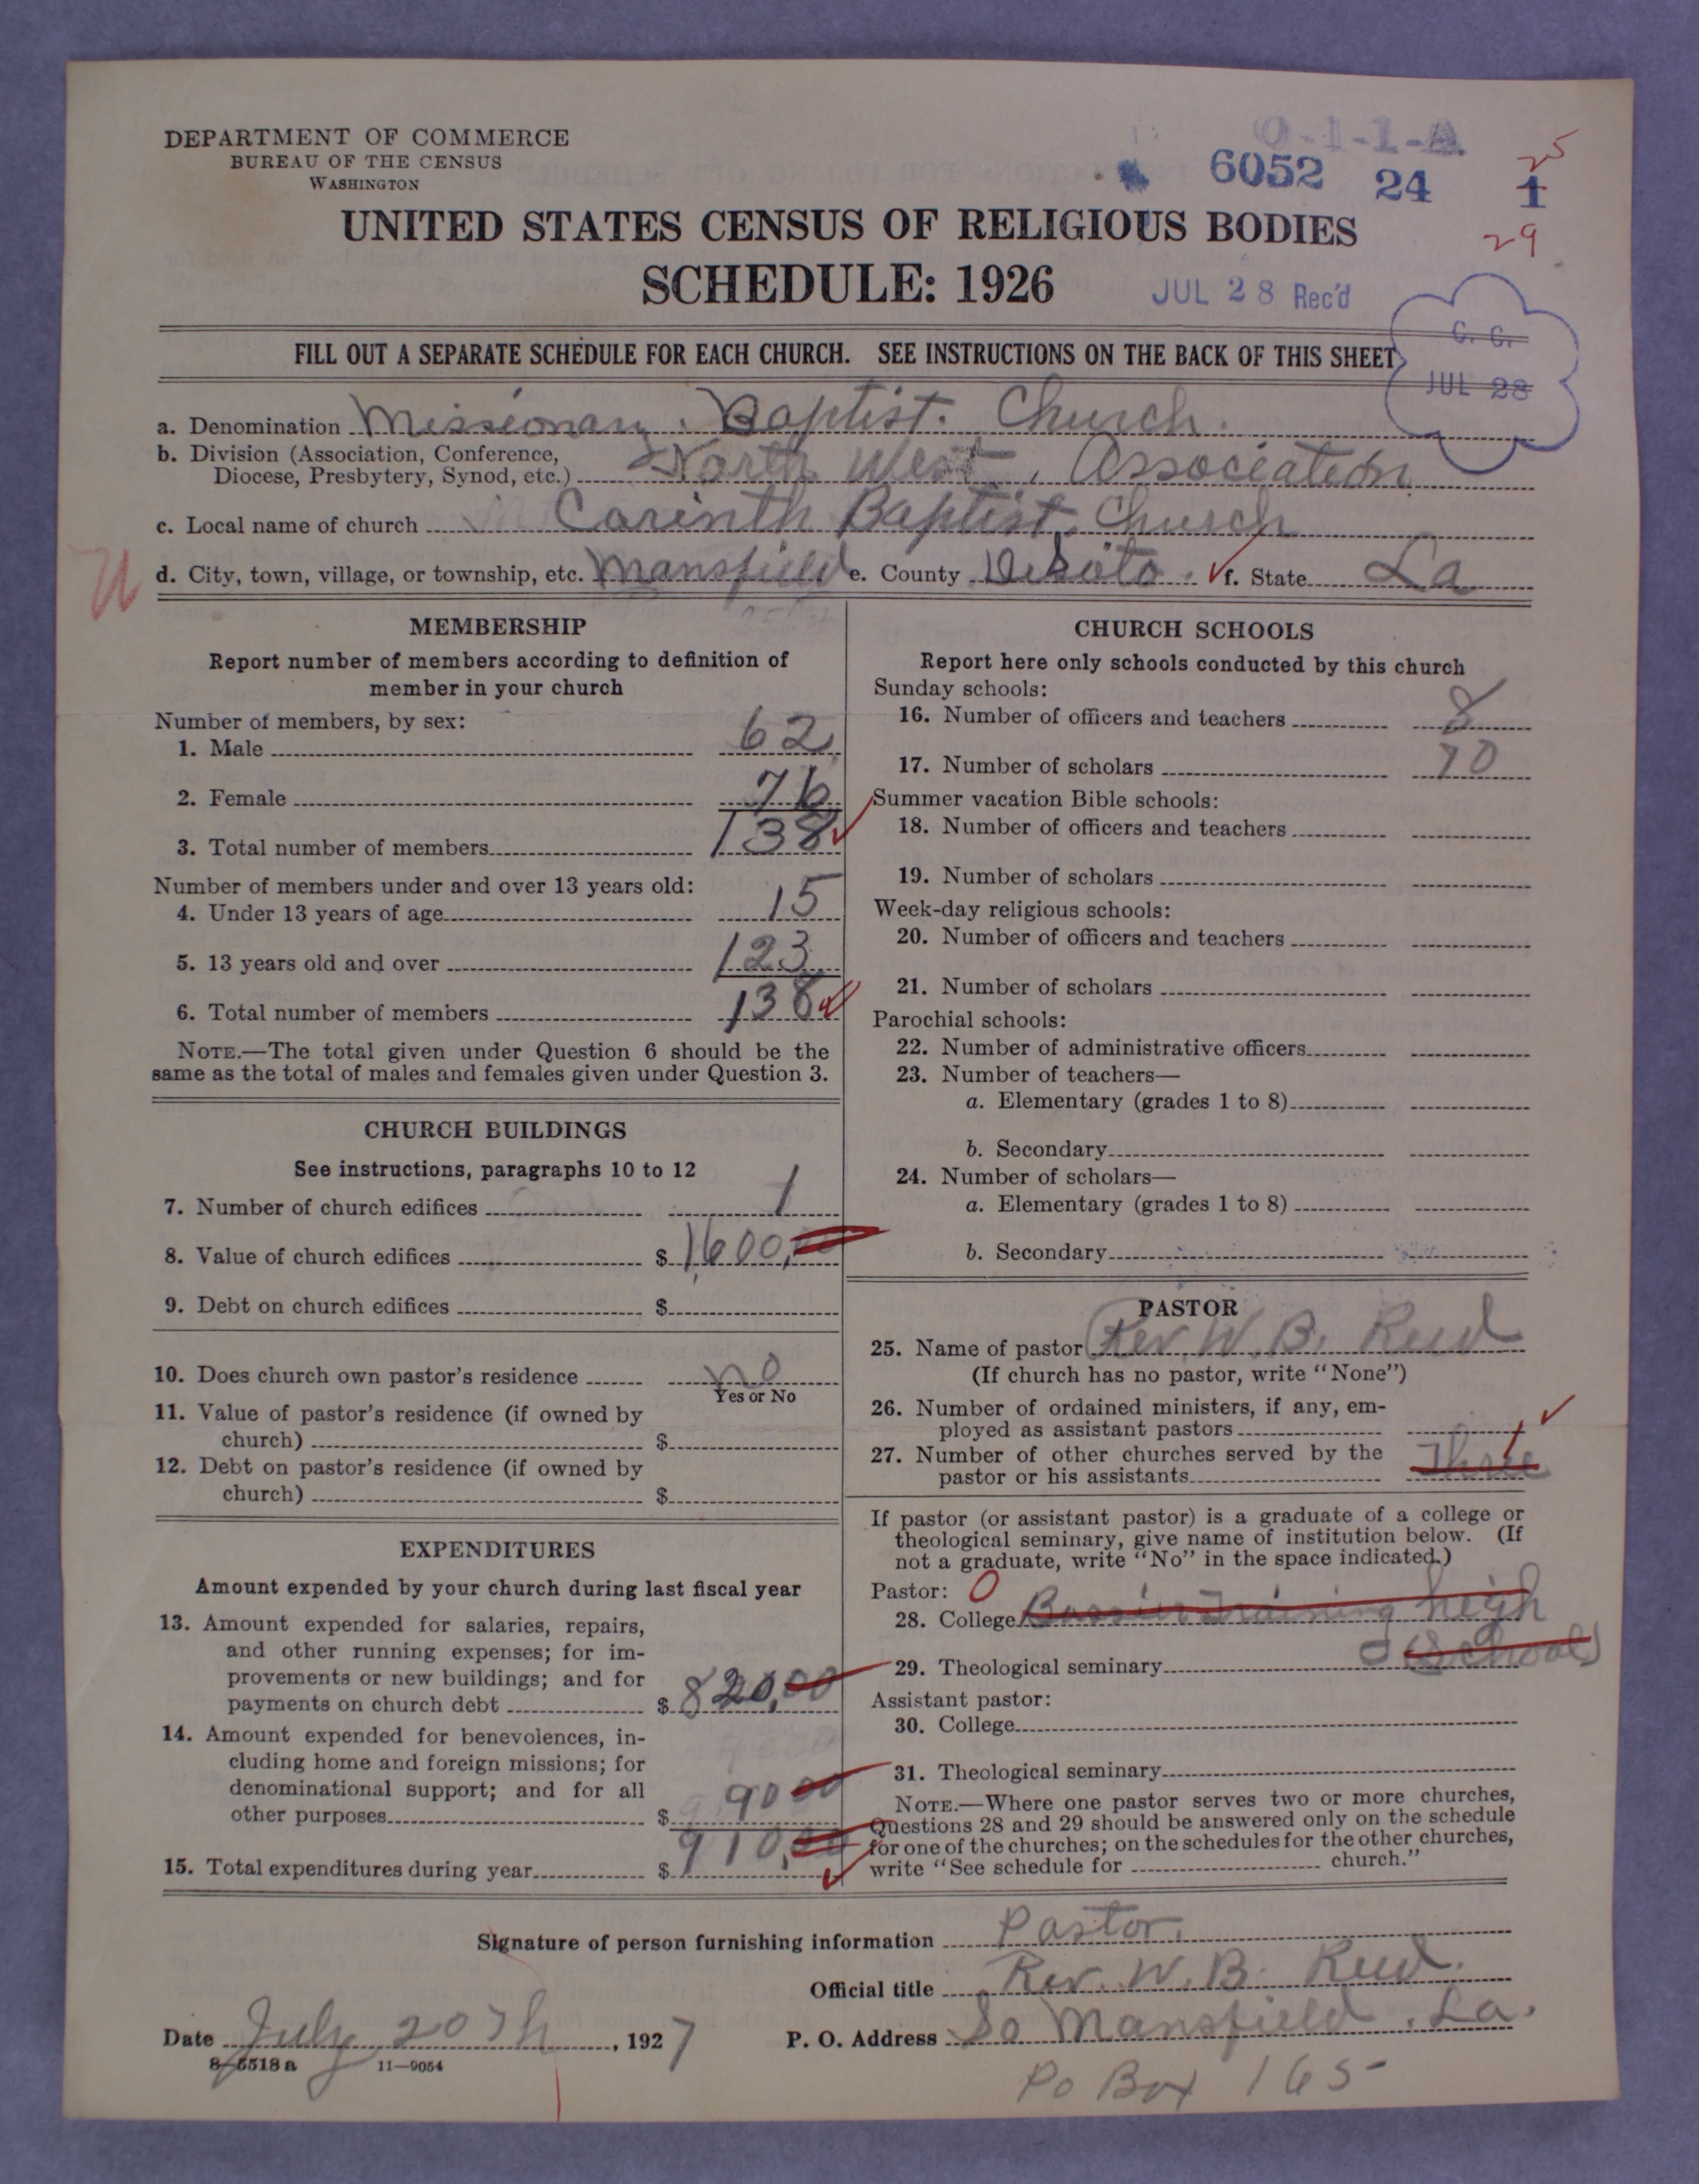 DEPARTMENT OF COMMERCE
BUREAU OF THE CENSUS
WASHINGTON
0-1-1-A
6052 24 1
25
29
UNITED STATES CENSUS OF RELIGIOUS BODIES
SCHEDULE: 1926
JUL 28 Rec'd
C. C.
JUL 28
FILL OUT A SEPARATE SCHEDULE FOR EACH CHURCH. SEE INSTRUCTIONS ON THE BACK OF THIS SHEET
a. Denomination Missionary Baptist Church.
b. Division (Association, Conference,
Diocese, Presbytery, Synod, etc.) North West, Association
c. Local name of church Corinth Baptist Church
d. City, town, village, or township, etc. Mansfield e. County DeSoto f. State La
U
MEMBERSHIP
Report number of members according to definition of
member in your church
Number of members, by sex:
1. Male 62
2. Female 76
3. Total number of members 138
Number of members under and over 13 years old:
4. Under 13 years of age 15
5. 13 years old and over 123
6. Total number of members 138
NOTE.—The total given under Question 6 should be the
same as the total of males and females given under Question 3.
CHURCH BUILDINGS
See instructions, paragraphs 10 to 12
7. Number of church edifices 1
8. Value of church edifices $ 1600,00
9. Debt on church edifices $
10. Does church own pastor's residence no
Yes or No
11. Value of pastor's residence (if owned by
church) $
12. Debt on pastor's residence (if owned by
church) $
EXPENDITURES
Amount expended by your church during last fiscal year
13. Amount expended for salaries, repairs,
and other running expenses; for im-
provements or new buildings; and for
payments on church debt $ 820,00
14. Amount expended for benevolences, in-
cluding home and foreign missions; for
denominational support; and for all
other purposes $ 90 00
15. Total expenditures during year $ 910,00
CHURCH SCHOOLS
Report here only schools conducted by this church
Sunday schools:
16. Number of officers and teachers 8
17. Number of scholars 70
Summer vacation Bible schools:
18. Number of officers and teachers
19. Number of scholars
Week-day religious schools:
20. Number of officers and teachers
21. Number of scholars
Parochial schools:
22. Number of administrative officers
23. Number of teachers—
a. Elementary (grades 1 to 8)
b. Secondary
24. Number of scholars—
a. Elementary (grades 1 to 8)
b. Secondary
PASTOR
25. Name of pastor Rev. W. B. Reed
(If church has no pastor, write "None")
26. Number of ordained ministers, if any, em-
ployed as assistant pastors
27. Number of other churches served by the
pastor or his assistants Three 1
If pastor (or assistant pastor) is a graduate of a college or
theological seminary, give name of institution below. (If
not a graduate, write "No" in the space indicated.)
Pastor: 0
28. College Training high
(School)
29. Theological seminary 0
Assistant pastor:
30. College
31. Theological seminary
NOTE.—Where one pastor serves two or more churches,
Questions 28 and 29 should be answered only on the schedule
for one of the churches; on the schedules for the other churches,
write "See schedule for church."
Signature of person furnishing information Pastor.
Official title Rev. W. B. Reed.
Date July 20th, 1927 P. O. Address So Mansfield, La.
8-5518 a 11-9054
Po Box 165